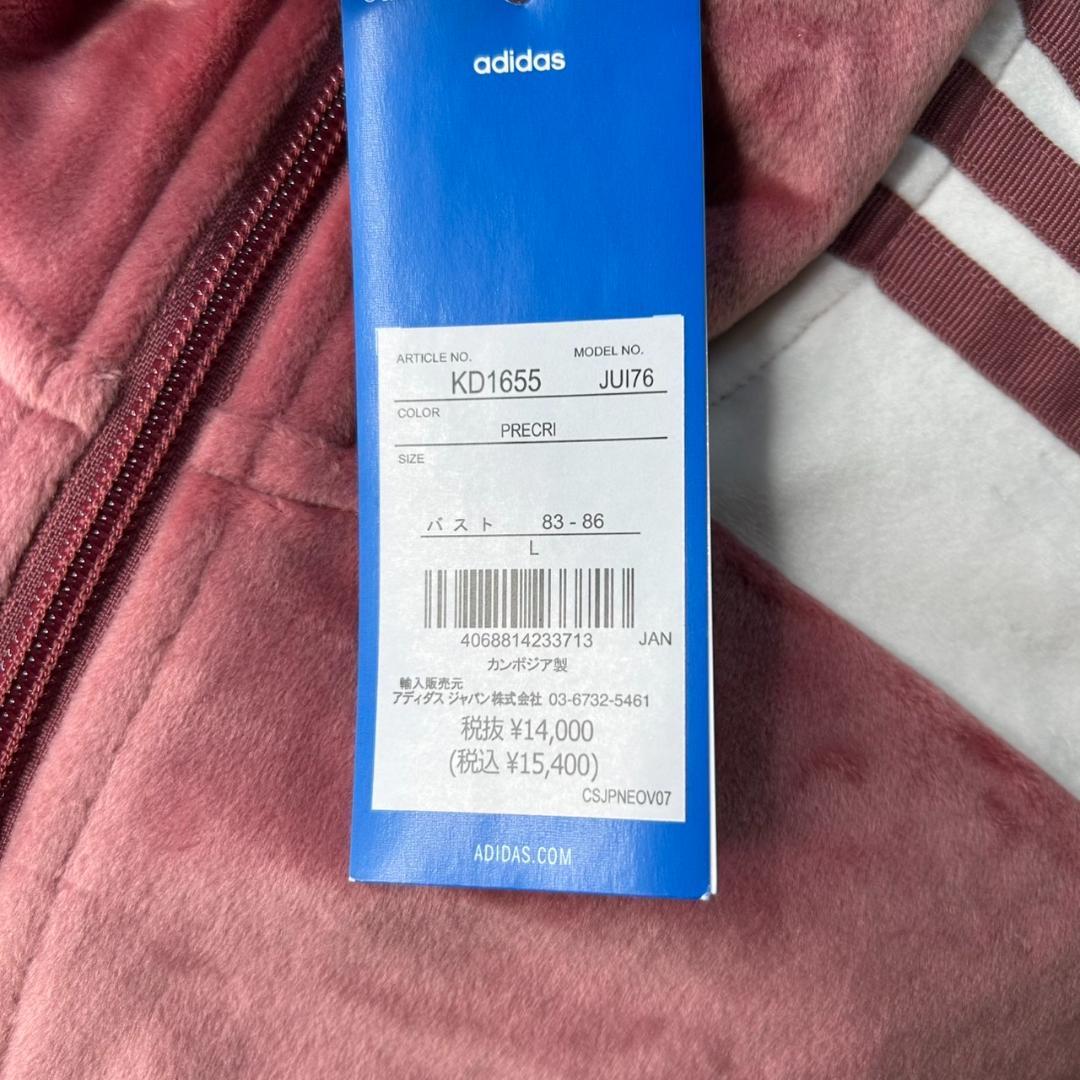 adidas
ARTICLE NO. MODEL NO.
KD1655 JUI76
COLOR
PRECRI
SIZE
バスト 83 - 86
L
4068814233713 JAN
カンボジア製
輸入販売元
アディダス ジャパン株式会社 03-6732-5461
税抜 ¥14,000
(税込 ¥15,400)
CSJPNEOV07
ADIDAS.COM